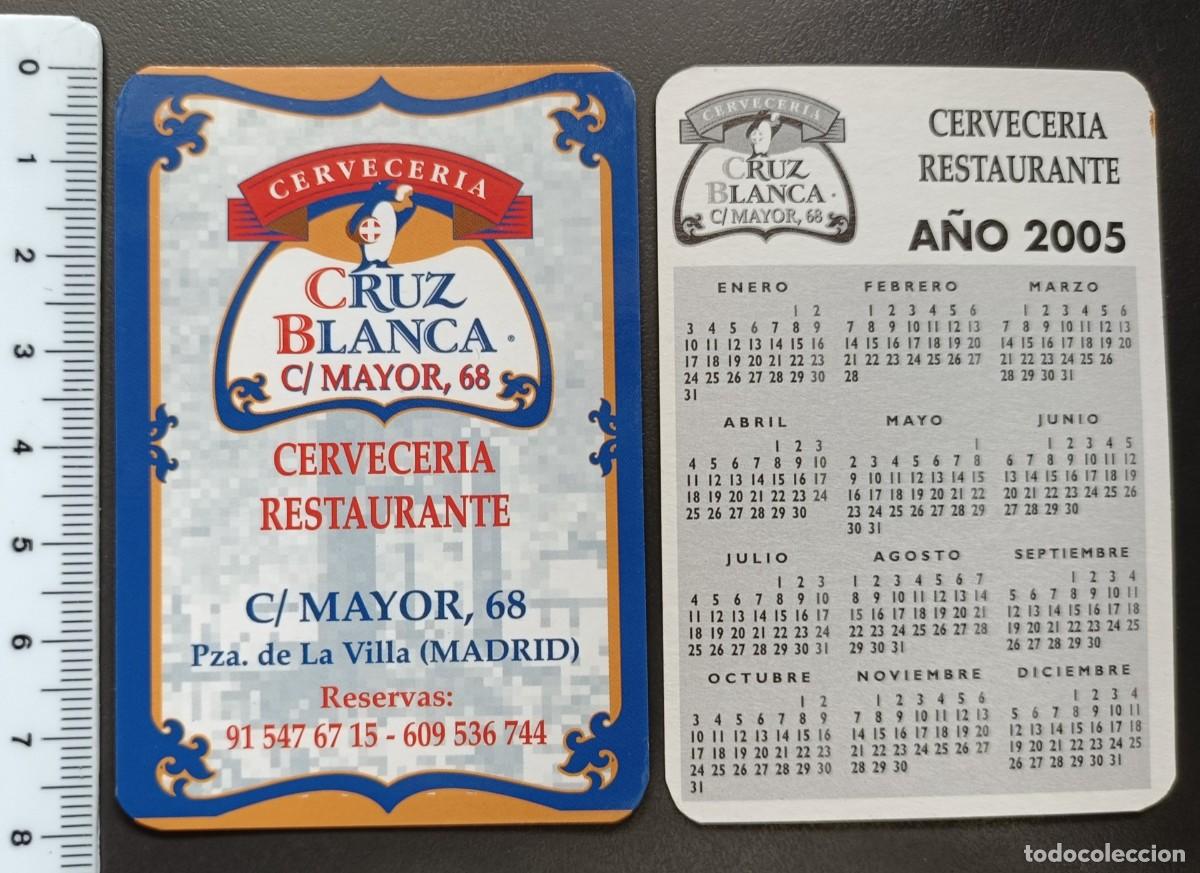 0
1
2
3
4
5
6
7
8
CERVECERIA
CRUZ
BLANCA
C/ MAYOR, 68
CERVECERIA
RESTAURANTE
C/ MAYOR, 68
Pza. de La Villa (MADRID)
Reservas:
91 547 67 15 - 609 536 744
CERVECERIA
CRUZ
BLANCA
C/ MAYOR, 68
CERVECERIA
RESTAURANTE
AÑO 2005
ENERO
1 2
3 4 5 6 7 8 9
10 11 12 13 14 15 16
17 18 19 20 21 22 23
24 25 26 27 28 29 30
31
FEBRERO
1 2 3 4 5 6
7 8 9 10 11 12 13
14 15 16 17 18 19 20
21 22 23 24 25 26 27
28
MARZO
1 2 3 4 5 6
7 8 9 10 11 12 13
14 15 16 17 18 19 20
21 22 23 24 25 26
28 29 30 31
ABRIL
1 2 3
4 5 6 7 8 9 10
11 12 13 14 15 16 17
18 19 20 21 22 23 24
25 26 27 28 29 30
MAYO
1
2 3 4 5 6 7 8
9 10 11 12 13 14 15
16 17 18 19 20 21 22
23 24 25 26 27 28 29
30 31
JUNIO
1 2 3 4 5
6 7 8 9 10 11 12
13 14 15 16 17 18 19
20 21 22 23 24 25 26
27 28 29 30
JULIO
1 2 3
4 5 6 7 8 9 10
11 12 13 14 15 16 17
18 19 20 21 22 23 24
25 26 27 28 29 30 31
AGOSTO
1 2 3 4 5 6 7
8 9 10 11 12 13 14
15 16 17 18 19 20 21
22 23 24 25 26 27 28
29 30 31
SEPTIEMBRE
1 2 3 4
5 6 7 8 9 10 11
12 13 14 15 16 17 18
19 20 21 22 23 24 25
26 27 28 29 30
OCTUBRE
1 2
3 4 5 6 7 8 9
10 11 12 13 14 15 16
17 18 19 20 21 22 23
24 25 26 27 28 29 30
31
NOVIEMBRE
1 2 3 4 5 6
7 8 9 10 11 12 13
14 15 16 17 18 19 20
21 22 23 24 25 26 27
28 29 30
DICIEMBRE
1 2 3 4
5 6 7 8 9 10 11
12 13 14 15 16 17 18
19 20 21 22 23 24 25
26 27 28 29 30 31
todocoleccion